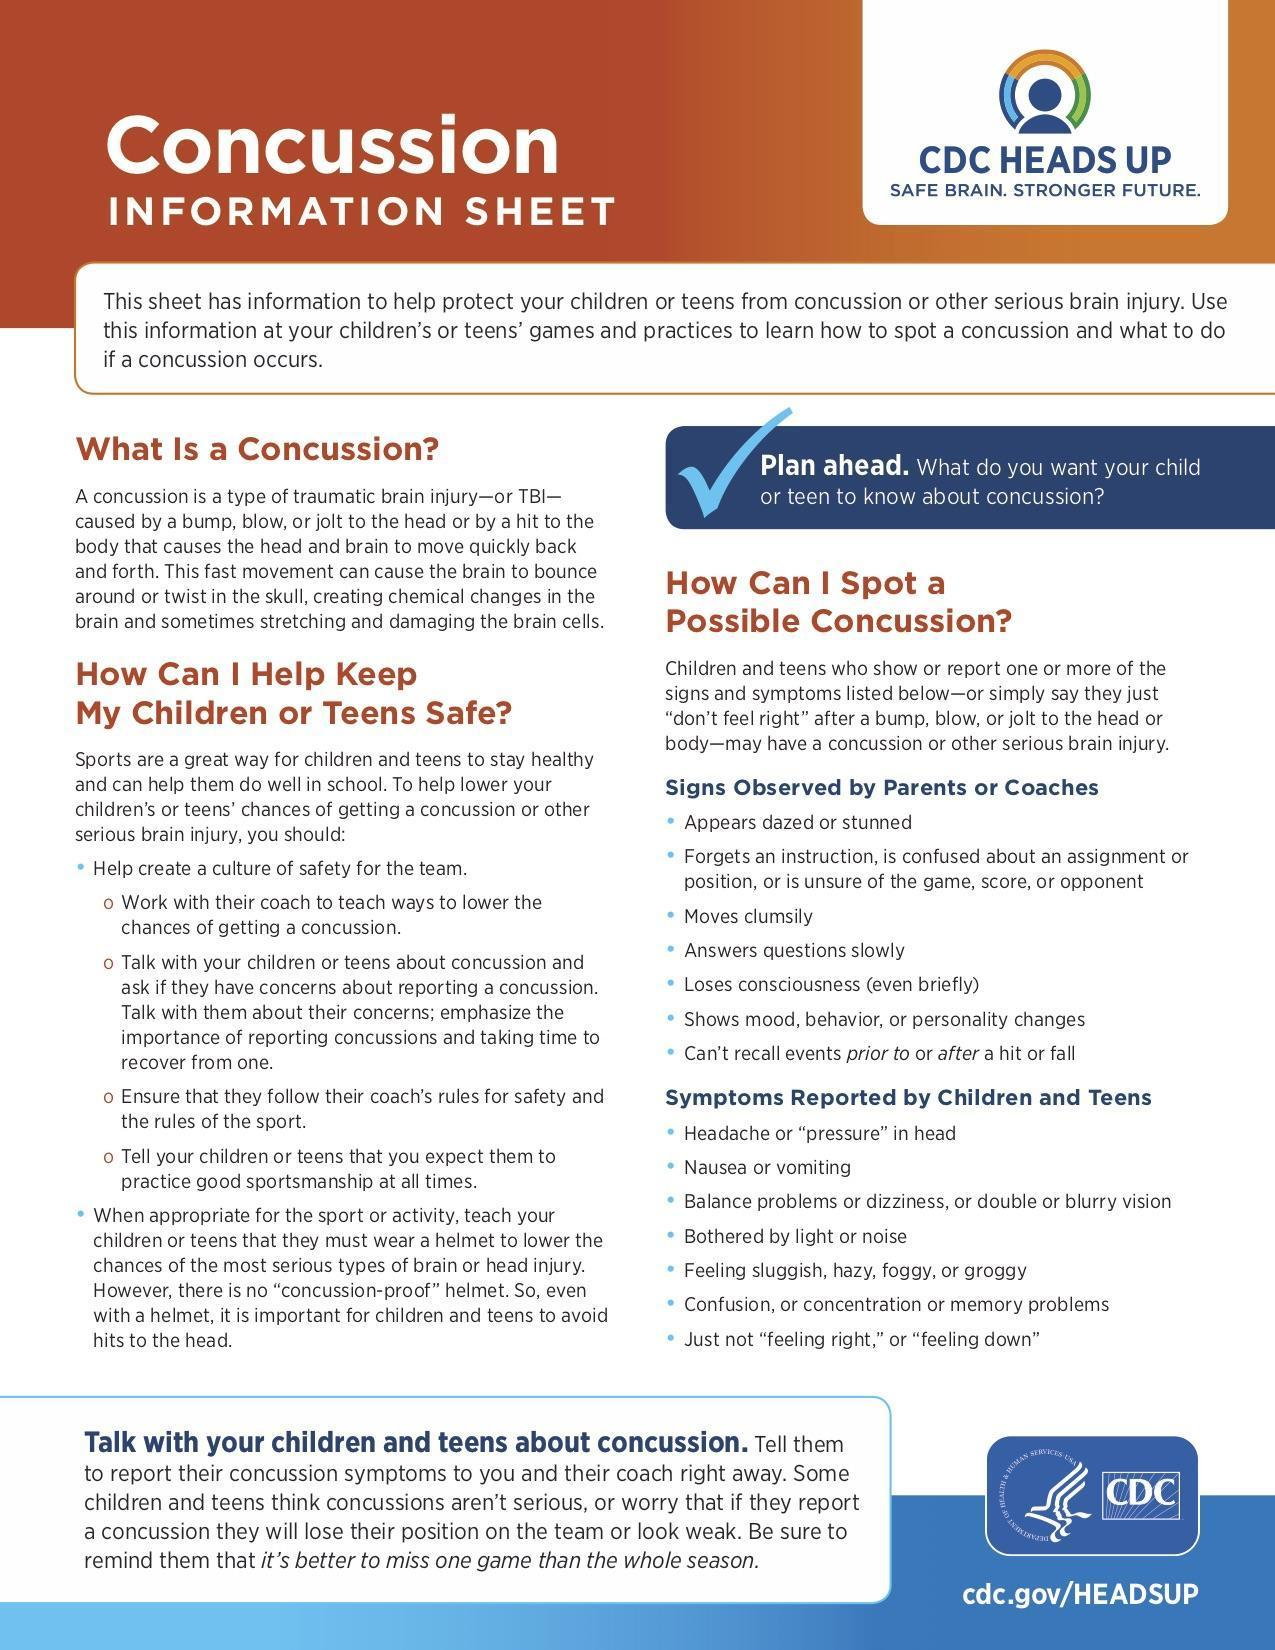 Concussion
INFORMATION SHEET
CDC HEADS UP
SAFE BRAIN. STRONGER FUTURE.
This sheet has information to help protect your children or teens from concussion or other serious brain injury. Use
this information at your children’s or teens’ games and practices to learn how to spot a concussion and what to do
if a concussion occurs.
What Is a Concussion?
A concussion is a type of traumatic brain injury—or TBI—
caused by a bump, blow, or jolt to the head or by a hit to the
body that causes the head and brain to move quickly back
and forth. This fast movement can cause the brain to bounce
around or twist in the skull, creating chemical changes in the
brain and sometimes stretching and damaging the brain cells.
How Can I Help Keep
My Children or Teens Safe?
Sports are a great way for children and teens to stay healthy
and can help them do well in school. To help lower your
children’s or teens’ chances of getting a concussion or other
serious brain injury, you should:
• Help create a culture of safety for the team.
o Work with their coach to teach ways to lower the
chances of getting a concussion.
o Talk with your children or teens about concussion and
ask if they have concerns about reporting a concussion.
Talk with them about their concerns; emphasize the
importance of reporting concussions and taking time to
recover from one.
o Ensure that they follow their coach’s rules for safety and
the rules of the sport.
o Tell your children or teens that you expect them to
practice good sportsmanship at all times.
• When appropriate for the sport or activity, teach your
children or teens that they must wear a helmet to lower the
chances of the most serious types of brain or head injury.
However, there is no “concussion-proof” helmet. So, even
with a helmet, it is important for children and teens to avoid
hits to the head.
Plan ahead. What do you want your child
or teen to know about concussion?
How Can I Spot a
Possible Concussion?
Children and teens who show or report one or more of the
signs and symptoms listed below—or simply say they just
“don’t feel right” after a bump, blow, or jolt to the head or
body—may have a concussion or other serious brain injury.
Signs Observed by Parents or Coaches
• Appears dazed or stunned
• Forgets an instruction, is confused about an assignment or
position, or is unsure of the game, score, or opponent
• Moves clumsily
• Answers questions slowly
• Loses consciousness (even briefly)
• Shows mood, behavior, or personality changes
• Can’t recall events prior to or after a hit or fall
Symptoms Reported by Children and Teens
• Headache or “pressure” in head
• Nausea or vomiting
• Balance problems or dizziness, or double or blurry vision
• Bothered by light or noise
• Feeling sluggish, hazy, foggy, or groggy
• Confusion, or concentration or memory problems
• Just not “feeling right,” or “feeling down”
Talk with your children and teens about concussion. Tell them
to report their concussion symptoms to you and their coach right away. Some
children and teens think concussions aren’t serious, or worry that if they report
a concussion they will lose their position on the team or look weak. Be sure to
remind them that it’s better to miss one game than the whole season.
DEPARTMENT OF HEALTH & HUMAN SERVICES·USA
CDC
cdc.gov/HEADSUP